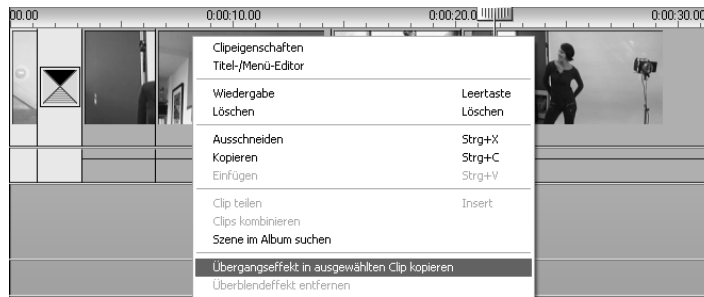 00.00 0:00:10.00 0:00:20.0 0:00:30.00
Clipeigenschaften
Titel-/Menü-Editor
Wiedergabe Leertaste
Löschen Löschen
Ausschneiden Strg+X
Kopieren Strg+C
Einfügen Strg+V
Clip teilen Insert
Clips kombinieren
Szene im Album suchen
Übergangseffekt in ausgewählten Clip kopieren
Überblendeffekt entfernen